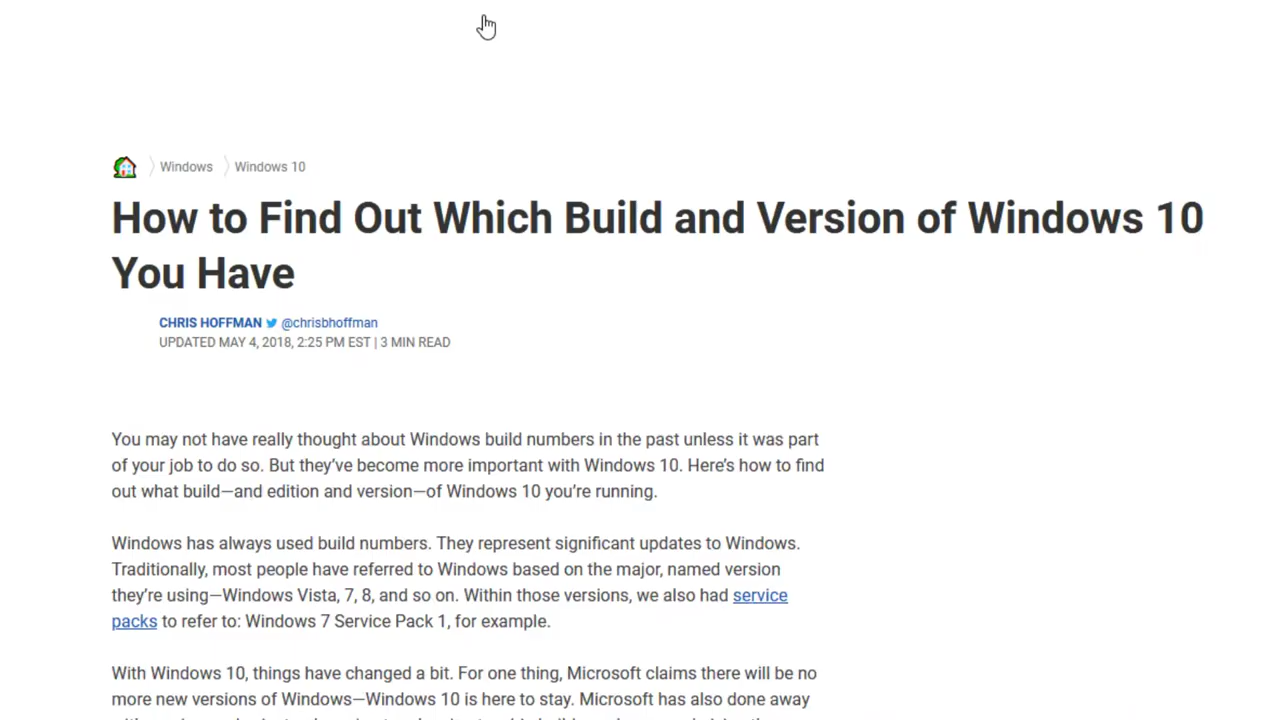 Windows
Windows 10
How to Find Out Which Build and Version of Windows 10
You Have
CHRIS HOFFMAN @chrisbhoffman
UPDATED MAY 4, 2018, 2:25 PM EST | 3 MIN READ
You may not have really thought about Windows build numbers in the past unless it was part
of your job to do so. But they’ve become more important with Windows 10. Here’s how to find
out what build—and edition and version—of Windows 10 you’re running.
Windows has always used build numbers. They represent significant updates to Windows.
Traditionally, most people have referred to Windows based on the major, named version
they’re using—Windows Vista, 7, 8, and so on. Within those versions, we also had service
packs to refer to: Windows 7 Service Pack 1, for example.
With Windows 10, things have changed a bit. For one thing, Microsoft claims there will be no
more new versions of Windows—Windows 10 is here to stay. Microsoft has also done away